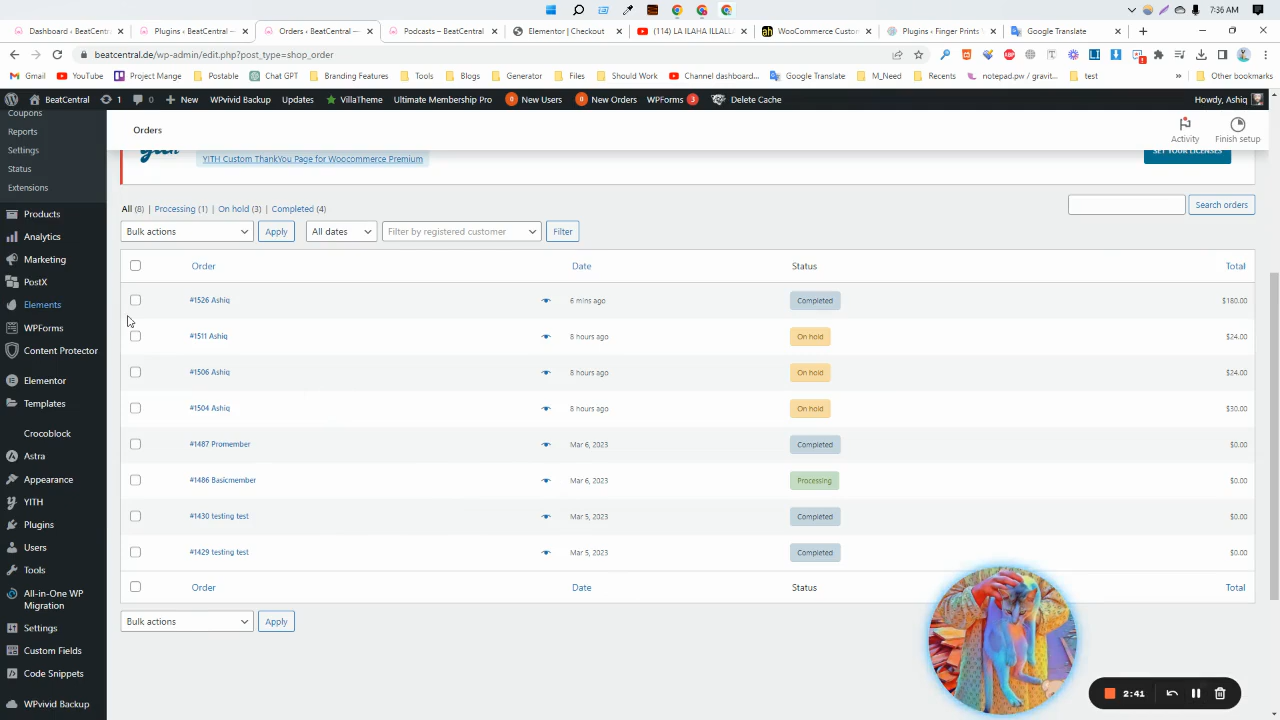 7:36 AM
Dashboard ‹ BeatCentral
Plugins ‹ BeatCentral —
Orders ‹ BeatCentral —
Podcasts – BeatCentral
Elementor | Checkout
(114) LA ILAHA ILLALL
WooCommerce Custom
Plugins ‹ Finger Prints
Google Translate
beatcentral.de/wp-admin/edit.php?post_type=shop_order
Gmail
YouTube
Project Mange
Postable
Chat GPT
Branding Features
Tools
Blogs
Generator
Files
Should Work
Channel dashboard...
Google Translate
M_Need
Recents
notepad.pw / gravit...
test
Other bookmarks
BeatCentral
1
0
New
WPvivid Backup
Updates
VillaTheme
Ultimate Membership Pro
0 New Users
0 New Orders
WPForms 3
Delete Cache
Howdy, Ashiq
Coupons
Reports
Settings
Status
Extensions
Products
Analytics
Marketing
PostX
Elements
WPForms
Content Protector
Elementor
Templates
Crocoblock
Astra
Appearance
YITH
Plugins
Users
Tools
All-in-One WP
Migration
Settings
Custom Fields
Code Snippets
WPvivid Backup
Orders
Activity
Finish setup
YITH Custom ThankYou Page for Woocommerce Premium
SET YOUR LICENSES
All (8) | Processing (1) | On hold (3) | Completed (4)
Search orders
Bulk actions
Apply
All dates
Filter by registered customer
Filter
Order Date Status Total
#1526 Ashiq 6 mins ago Completed $180.00
#1511 Ashiq 8 hours ago On hold $24.00
#1506 Ashiq 8 hours ago On hold $24.00
#1504 Ashiq 8 hours ago On hold $30.00
#1487 Promember Mar 6, 2023 Completed $0.00
#1486 Basicmember Mar 6, 2023 Processing $0.00
#1430 testing test Mar 5, 2023 Completed $0.00
#1429 testing test Mar 5, 2023 Completed $0.00
Order Date Status Total
Bulk actions
Apply
2:41